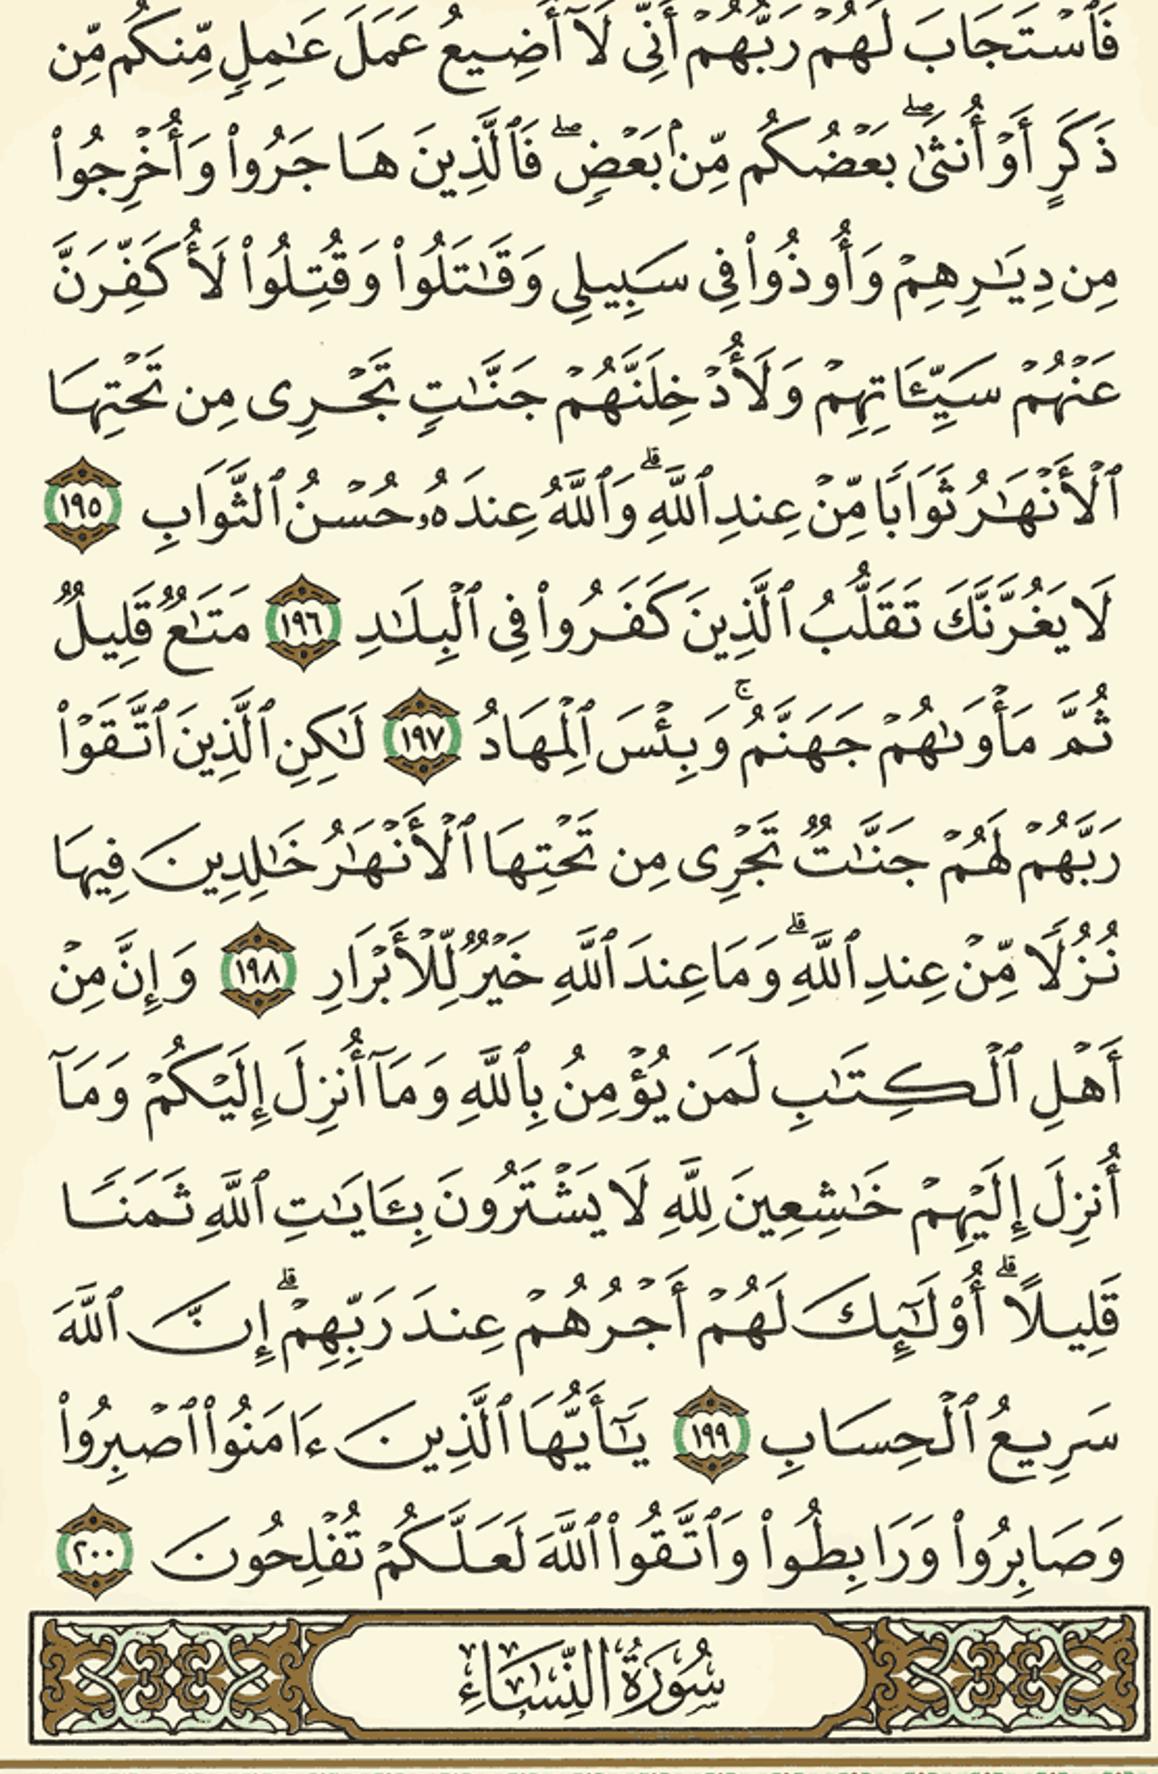 فَٱسْتَجَابَ لَهُمْ رَبُّهُمْ أَنِّى لَآ أُضِيعُ عَمَلَ عَٰمِلٍ مِّنكُم مِّن
ذَكَرٍ أَوْ أُنثَىٰ ۖ بَعْضُكُم مِّنۢ بَعْضٍ ۖ فَٱلَّذِينَ هَاجَرُوا۟ وَأُخْرِجُوا۟
مِن دِيَٰرِهِمْ وَأُوذُوا۟ فِى سَبِيلِى وَقَٰتَلُوا۟ وَقُتِلُوا۟ لَأُكَفِّرَنَّ
عَنْهُمْ سَيِّـَٔاتِهِمْ وَلَأُدْخِلَنَّهُمْ جَنَّٰتٍ تَجْرِى مِن تَحْتِهَا
ٱلْأَنْهَٰرُ ثَوَابًا مِّنْ عِندِ ٱللَّهِ ۗ وَٱللَّهُ عِندَهُۥ حُسْنُ ٱلثَّوَابِ ١٩٥
لَا يَغُرَّنَّكَ تَقَلُّبُ ٱلَّذِينَ كَفَرُوا۟ فِى ٱلْبِلَٰدِ ١٩٦ مَتَٰعٌ قَلِيلٌ
ثُمَّ مَأْوَىٰهُمْ جَهَنَّمُ ۚ وَبِئْسَ ٱلْمِهَادُ ١٩٧ لَٰكِنِ ٱلَّذِينَ ٱتَّقَوْا۟
رَبَّهُمْ لَهُمْ جَنَّٰتٌ تَجْرِى مِن تَحْتِهَا ٱلْأَنْهَٰرُ خَٰلِدِينَ فِيهَا
نُزُلًا مِّنْ عِندِ ٱللَّهِ ۗ وَمَا عِندَ ٱللَّهِ خَيْرٌ لِّلْأَبْرَارِ ١٩٨ وَإِنَّ مِنْ
أَهْلِ ٱلْكِتَٰبِ لَمَن يُؤْمِنُ بِٱللَّهِ وَمَآ أُنزِلَ إِلَيْكُمْ وَمَآ
أُنزِلَ إِلَيْهِمْ خَٰشِعِينَ لِلَّهِ لَا يَشْتَرُونَ بِـَٔايَٰتِ ٱللَّهِ ثَمَنًا
قَلِيلًا ۗ أُو۟لَٰٓئِكَ لَهُمْ أَجْرُهُمْ عِندَ رَبِّهِمْ ۗ إِنَّ ٱللَّهَ
سَرِيعُ ٱلْحِسَابِ ١٩٩ يَٰٓأَيُّهَا ٱلَّذِينَ ءَامَنُوا۟ ٱصْبِرُوا۟
وَصَابِرُوا۟ وَرَابِطُوا۟ وَٱتَّقُوا۟ ٱللَّهَ لَعَلَّكُمْ تُفْلِحُونَ ٢٠٠
سُورَةُ النِّسَاءِ